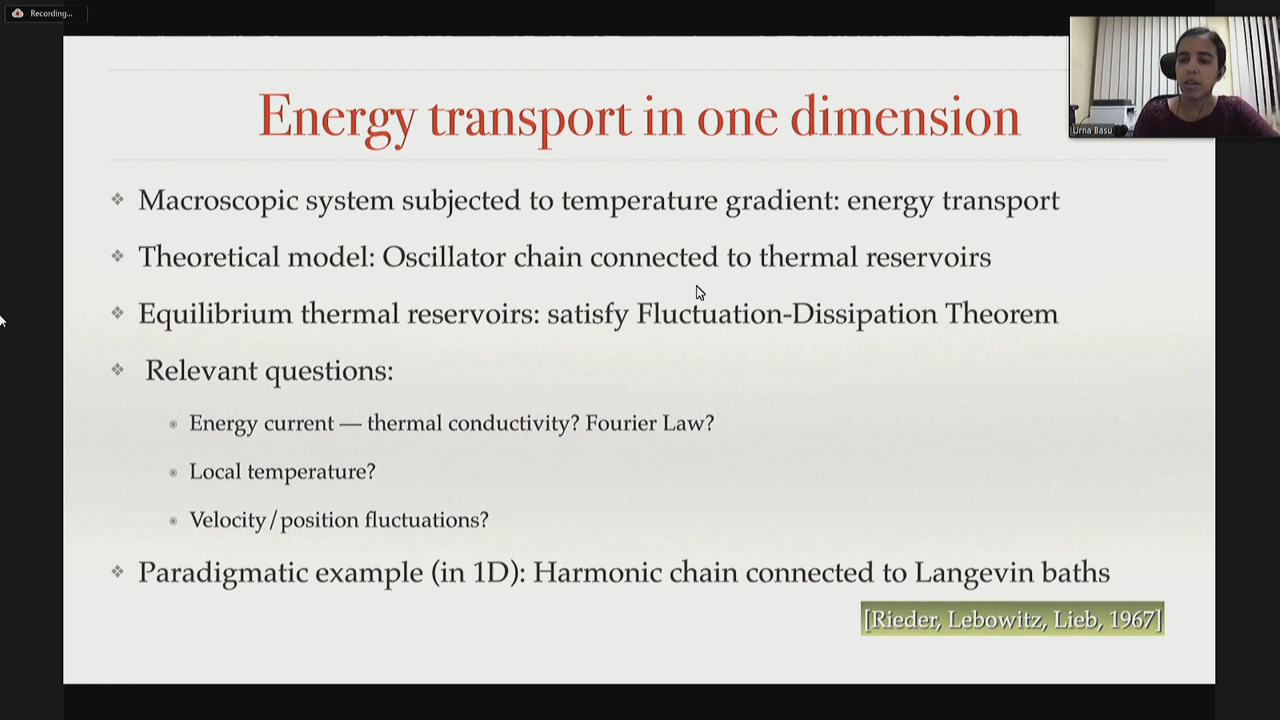 Recording...
Energy transport in one dimension
Urna Basu
Macroscopic system subjected to temperature gradient: energy transport
Theoretical model: Oscillator chain connected to thermal reservoirs
Equilibrium thermal reservoirs: satisfy Fluctuation-Dissipation Theorem
Relevant questions:
Energy current — thermal conductivity? Fourier Law?
Local temperature?
Velocity/position fluctuations?
Paradigmatic example (in 1D): Harmonic chain connected to Langevin baths
[Rieder, Lebowitz, Lieb, 1967]